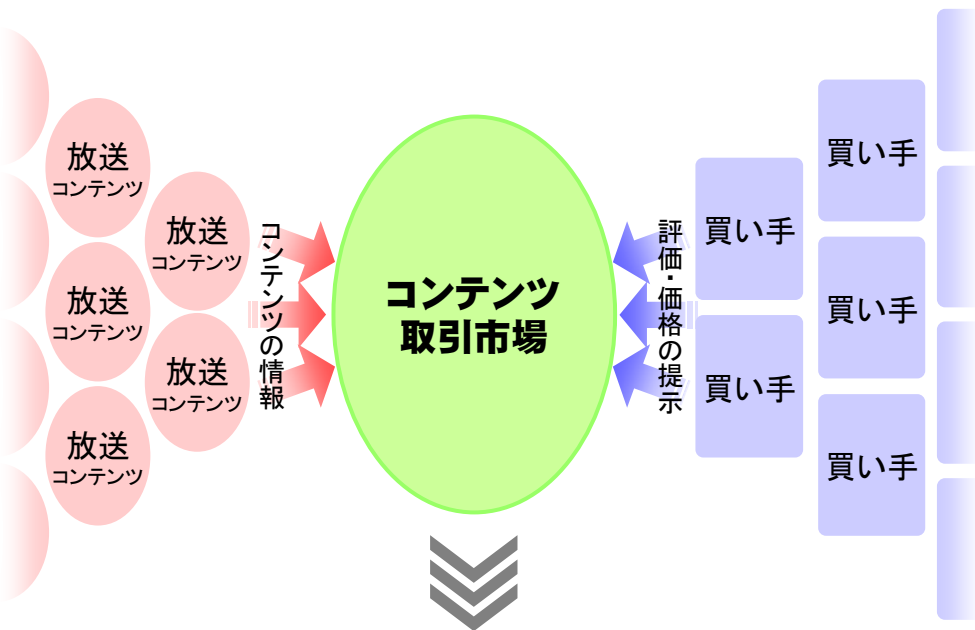 放送
コンテンツ
放送
コンテンツ
放送
コンテンツ
放送
コンテンツ
放送
コンテンツ
コンテンツの情報
コンテンツ
取引市場
評価・価格の提示
買い手
買い手
買い手
買い手
買い手